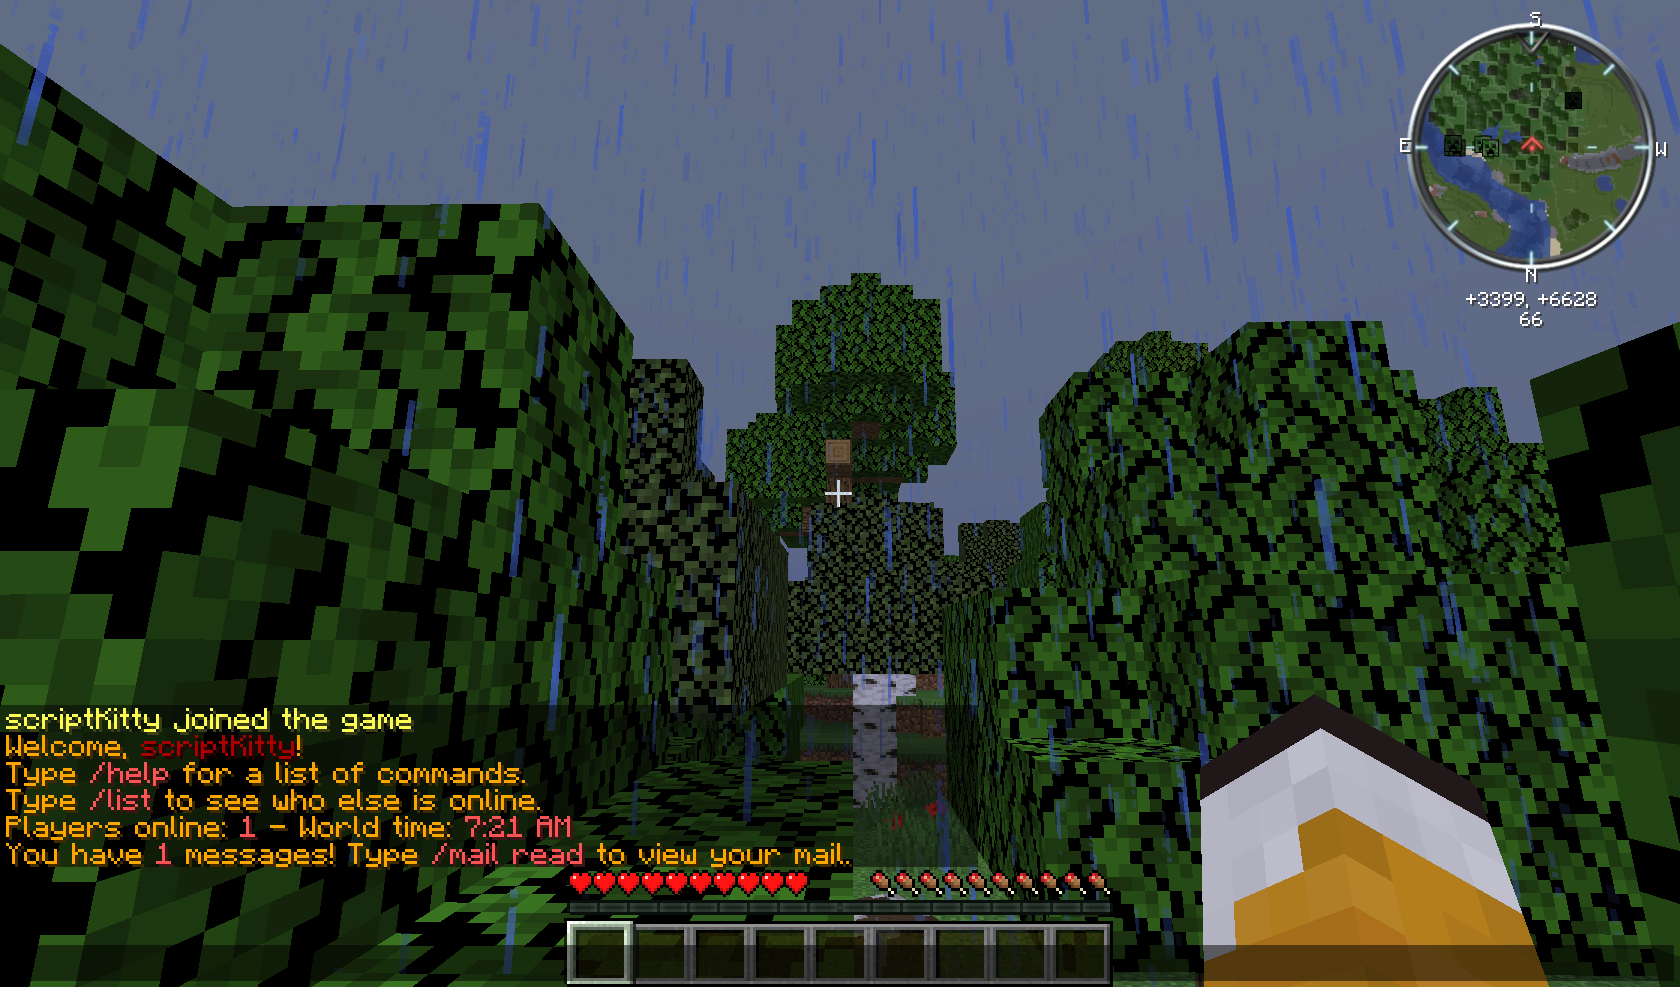 S
E
W
N
+3399, +6628
66
scriptKitty joined the game
Welcome, scriptKitty!
Type /help for a list of commands.
Type /list to see who else is online.
Players online: 1 - World time: 7:21 AM
You have 1 messages! Type /mail read to view your mail.